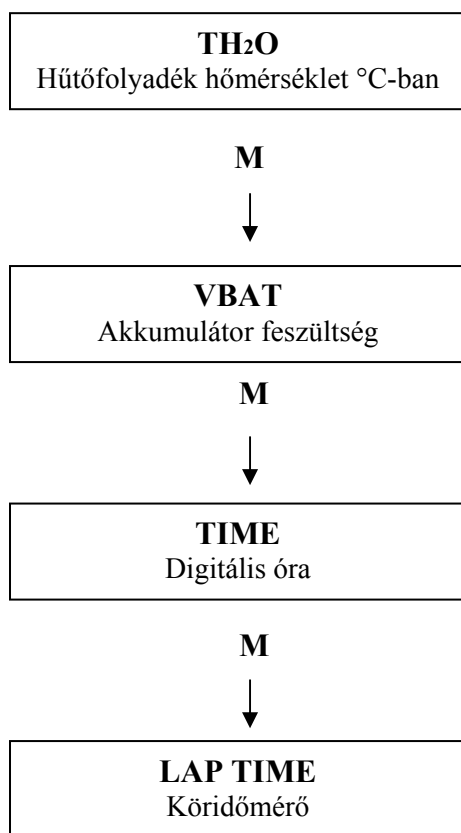 TH₂O
Hűtőfolyadék hőmérséklet °C-ban
M
VBAT
Akkumulátor feszültség
M
TIME
Digitális óra
M
LAP TIME
Köridőmérő